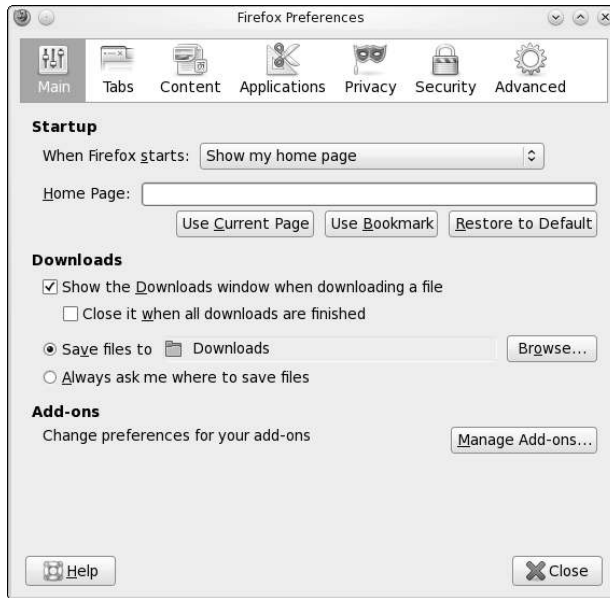 Firefox Preferences
Main Tabs Content Applications Privacy Security Advanced
Startup
When Firefox starts: Show my home page
Home Page:
Use Current Page Use Bookmark Restore to Default
Downloads
Show the Downloads window when downloading a file
Close it when all downloads are finished
Save files to Downloads Browse...
Always ask me where to save files
Add-ons
Change preferences for your add-ons Manage Add-ons...
Help Close